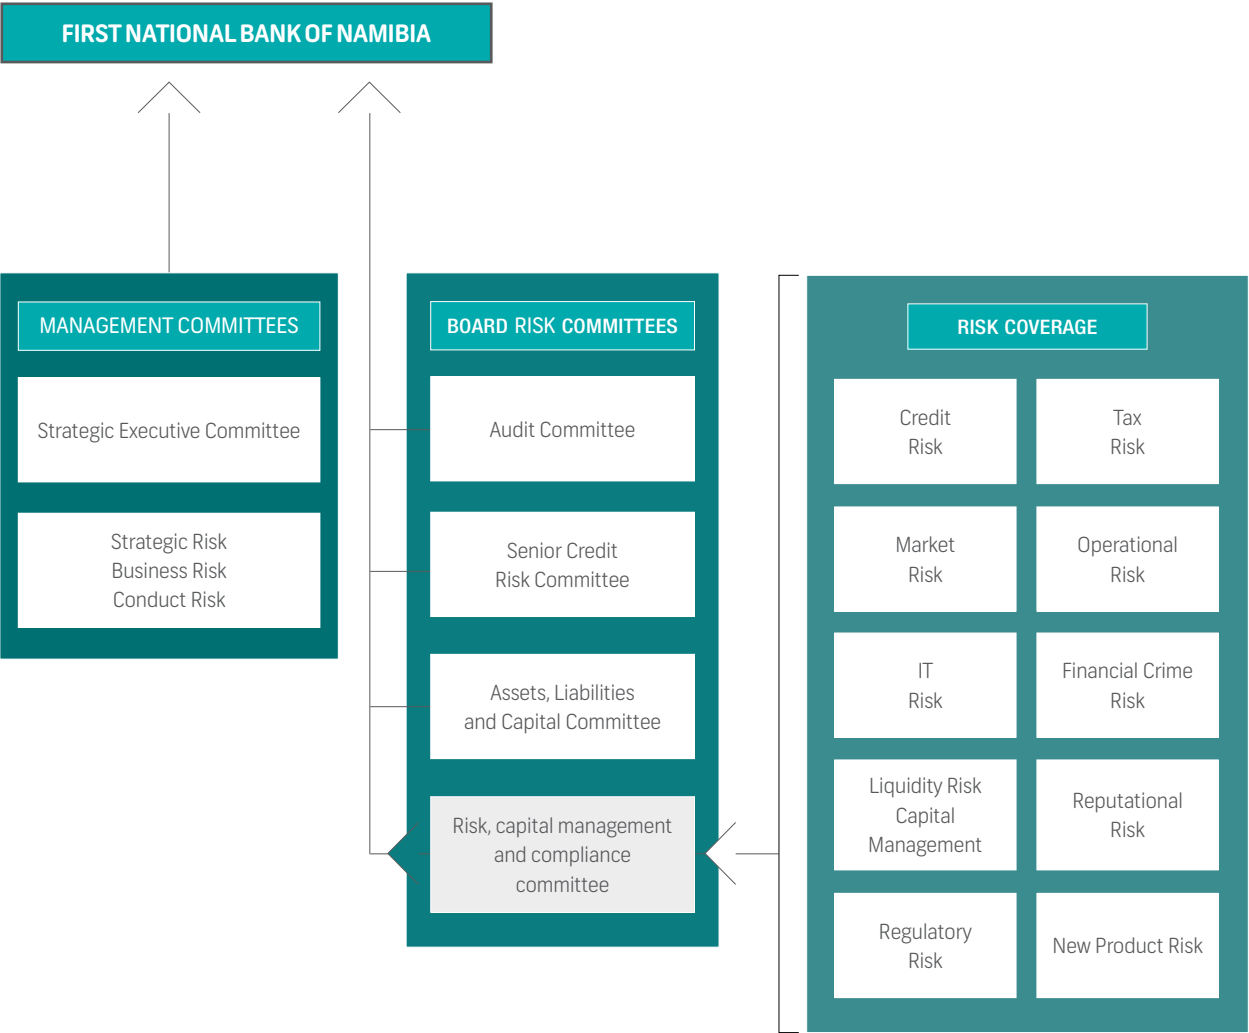 FIRST NATIONAL BANK OF NAMIBIA
MANAGEMENT COMMITTEES
Strategic Executive Committee
Strategic Risk
Business Risk
Conduct Risk
BOARD RISK COMMITTEES
Audit Committee
Senior Credit
Risk Committee
Assets, Liabilities
and Capital Committee
Risk, capital management
and compliance
committee
RISK COVERAGE
Credit
Risk
Tax
Risk
Market
Risk
Operational
Risk
IT
Risk
Financial Crime
Risk
Liquidity Risk
Capital
Management
Reputational
Risk
Regulatory
Risk
New Product Risk